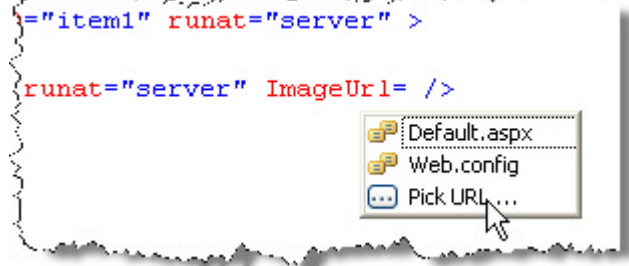 ="item1" runat="server" >
runat="server" ImageUrl= />
Default.aspx
Web.config
Pick URL ...